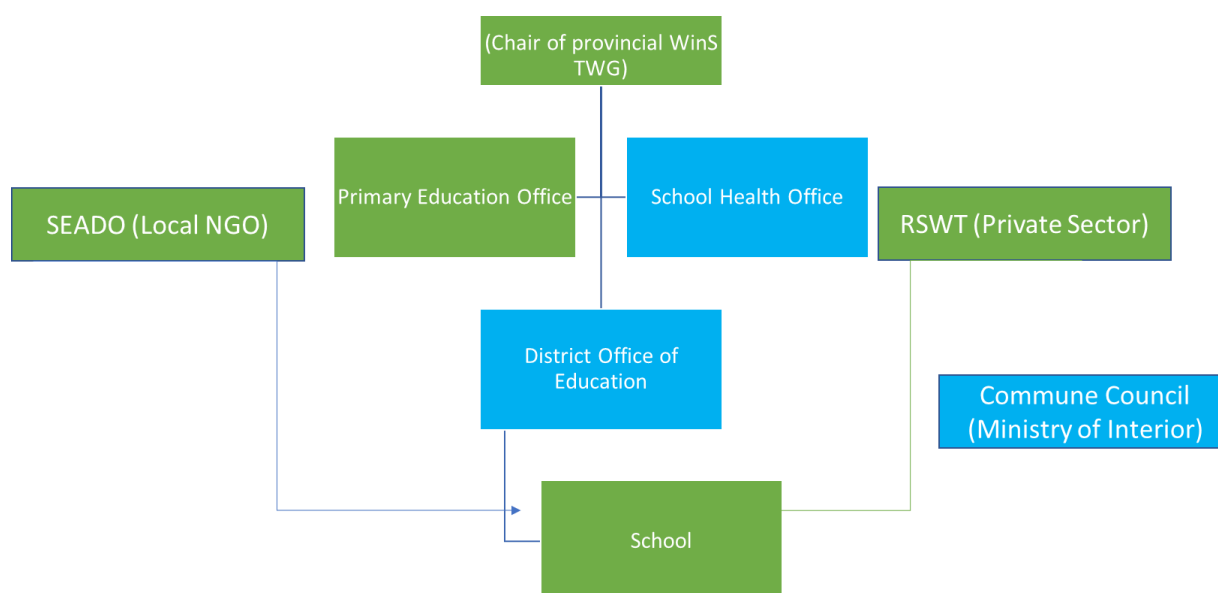 (Chair of provincial WinS
TWG)
Primary Education Office
School Health Office
SEADO (Local NGO)
RSWT (Private Sector)
District Office of
Education
Commune Council
(Ministry of Interior)
School